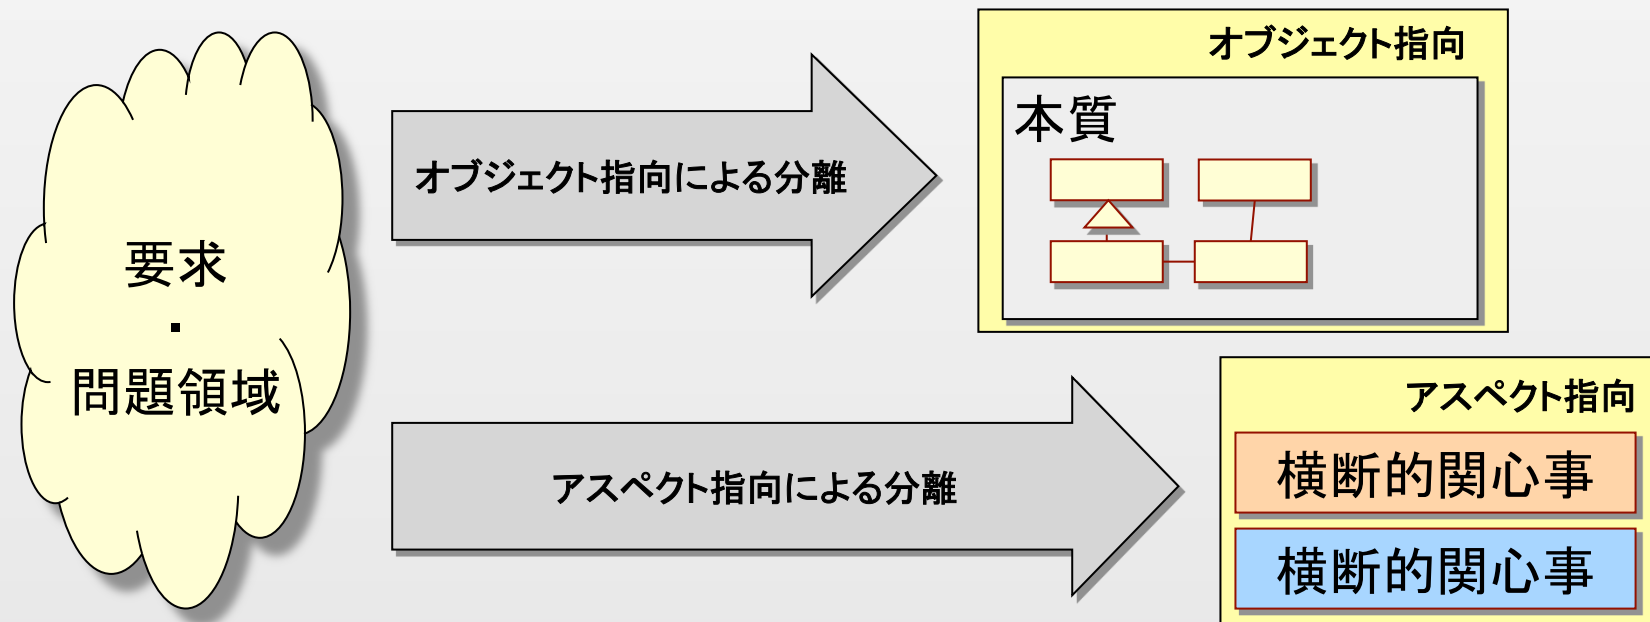 要求
・
問題領域
オブジェクト指向による分離
オブジェクト指向
本質
アスペクト指向による分離
アスペクト指向
横断的関心事
横断的関心事